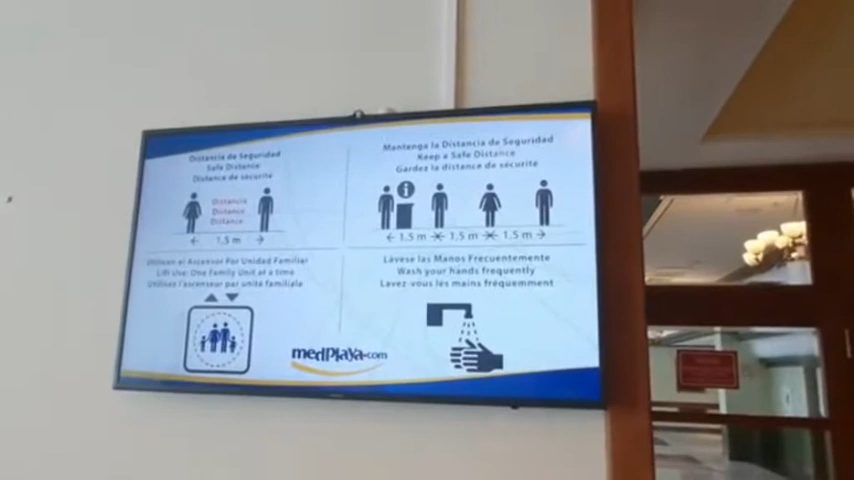 Distancia de Seguridad
Safe Distance
Distance de sécurité
Distancia
Distance
Distance
1,5 m
Mantenga la Distancia de Seguridad
Keep a Safe Distance
Gardez la distance de sécurité
i
1,5 m 1,5 m 1,5 m
Utilicen el Ascensor Por Unidad Familiar
Lift Use: One Family Unit at a time
Utilisez l'ascenseur par unité familiale
Lávese las Manos Frecuentemente
Wash your hands frequently
Lavez-vous les mains fréquemment
medPlaya.com